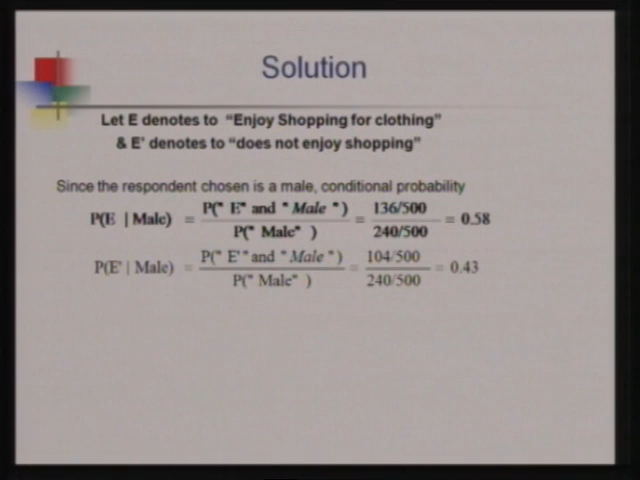 Solution
Let E denotes to "Enjoy Shopping for clothing"
& E' denotes to "does not enjoy shopping"
Since the respondent chosen is a male, conditional probability
P(E | Male) = P(" E" and " Male ") / P(" Male" ) = 136/500 / 240/500 = 0.58
P(E' | Male) = P(" E'" and " Male ") / P(" Male" ) = 104/500 / 240/500 = 0.43